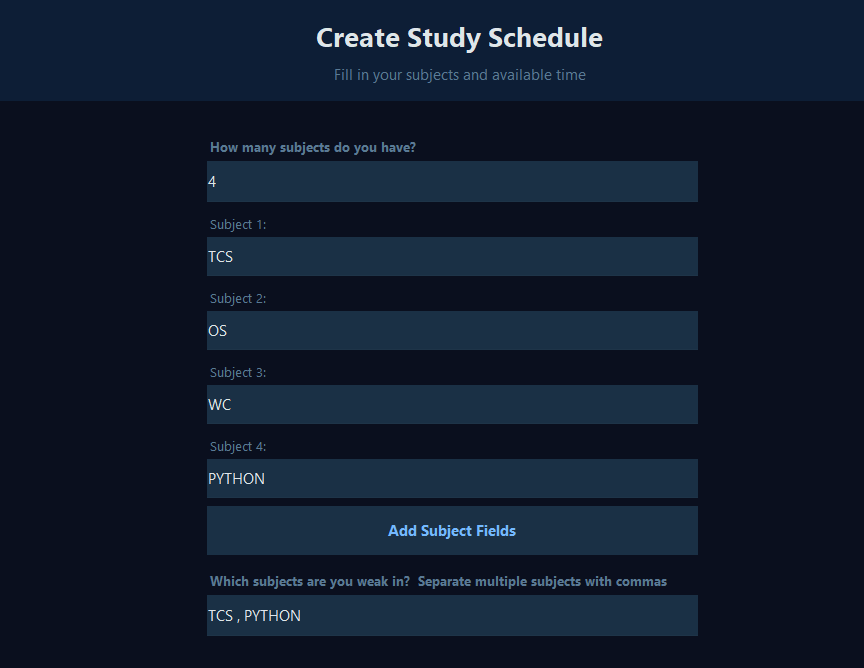 Create Study Schedule
Fill in your subjects and available time
How many subjects do you have?
4
Subject 1:
TCS
Subject 2:
OS
Subject 3:
WC
Subject 4:
PYTHON
Add Subject Fields
Which subjects are you weak in?  Separate multiple subjects with commas
TCS , PYTHON